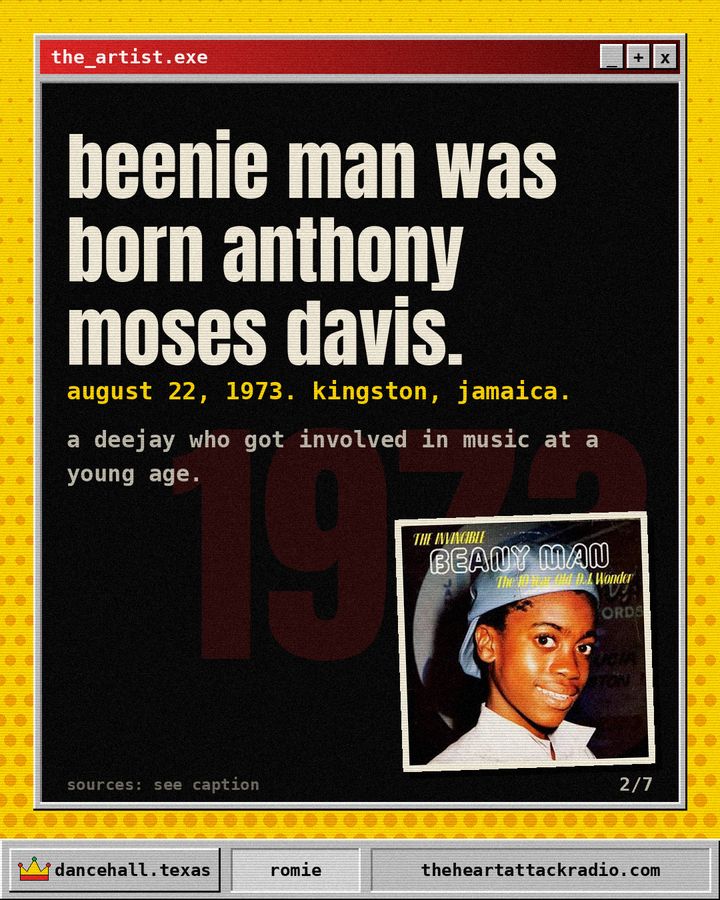 the_artist.exe
_ + x
beenie man was
born anthony
moses davis.
august 22, 1973. kingston, jamaica.
a deejay who got involved in music at a
young age.
1973
THE INVINCIBLE
BEANY MAN
The 10 Year Old D.J. Wonder
ORDS
sources: see caption
2/7
dancehall.texas
romie
theheartattackradio.com